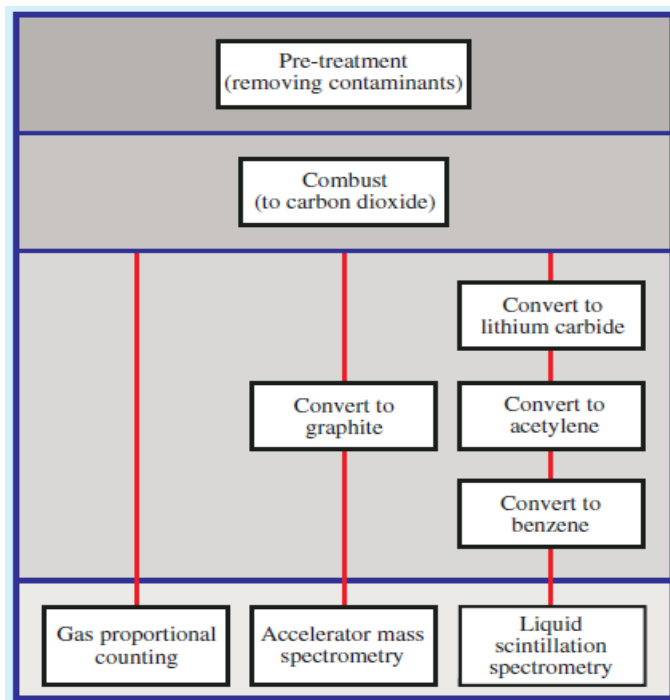 Pre-treatment
(removing contaminants)
Combust
(to carbon dioxide)
Convert to
lithium carbide
Convert to
graphite
Convert to
acetylene
Convert to
benzene
Gas proportional
counting
Accelerator mass
spectrometry
Liquid
scintillation
spectrometry